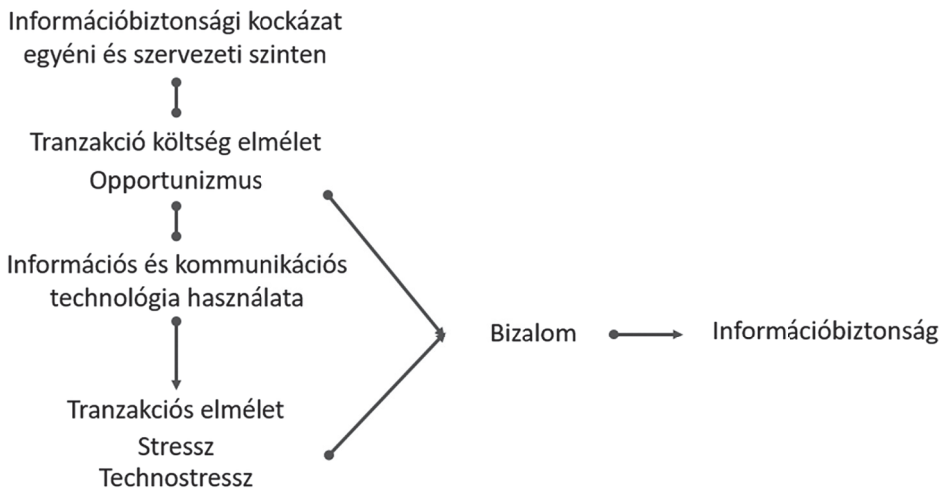 Információbiztonsági kockázat
egyéni és szervezeti szinten
Tranzakció költség elmélet
Opportunizmus
Információs és kommunikációs
technológia használata
Bizalom
Információbiztonság
Tranzakciós elmélet
Stressz
Technostressz